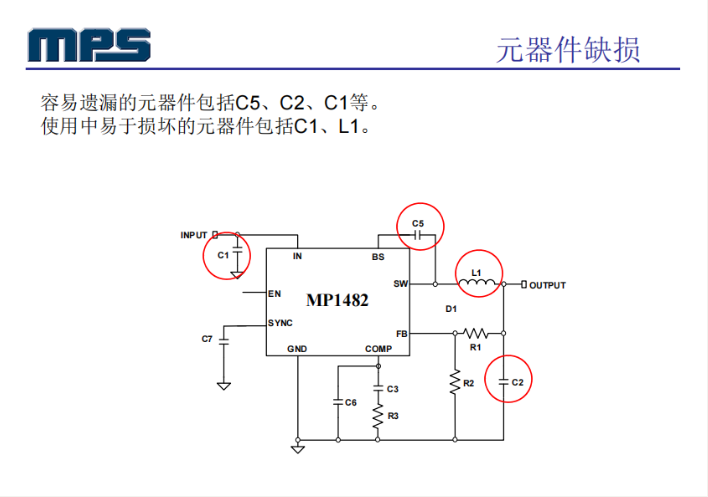 MPS
元器件缺损
容易遗漏的元器件包括C5、C2、C1等。
使用中易于损坏的元器件包括C1、L1。
C5
INPUT
C1
IN
BS
L1
SW
OUTPUT
EN
MP1482
D1
SYNC
C7
FB
R1
GND
COMP
R2
C2
C3
C6
R3